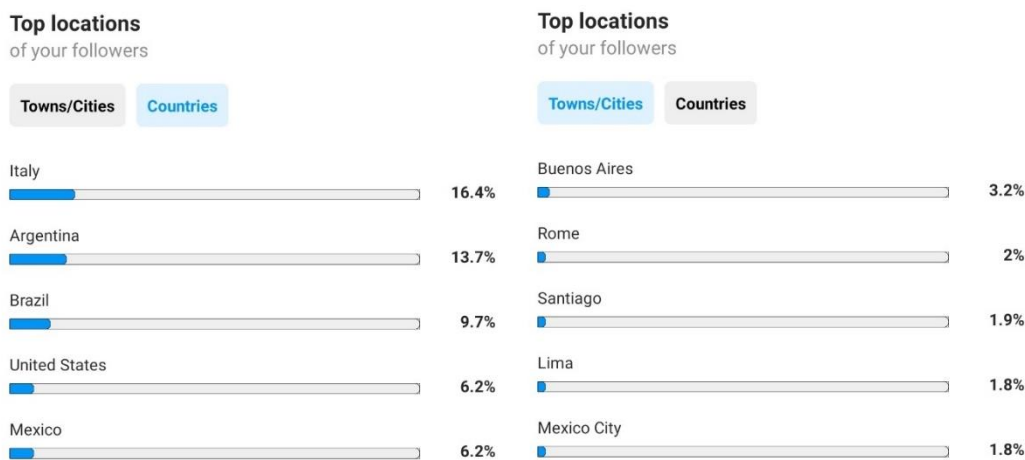 Top locations
of your followers
Towns/Cities Countries
Italy
16.4%
Argentina
13.7%
Brazil
9.7%
United States
6.2%
Mexico
6.2%
Top locations
of your followers
Towns/Cities Countries
Buenos Aires
3.2%
Rome
2%
Santiago
1.9%
Lima
1.8%
Mexico City
1.8%